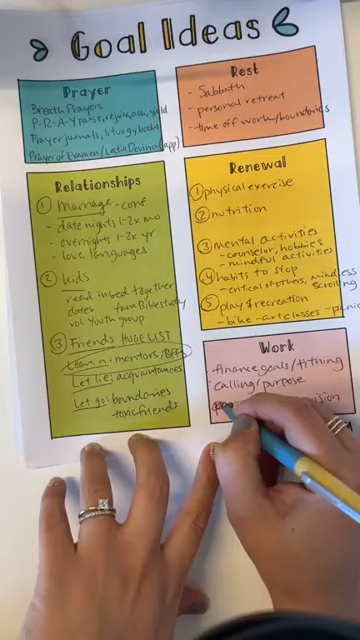 Goal Ideas
Prayer
Breath Prayers
P-R-A-Y pause, rejoice, ask, yield
Prayer journals, liturgy books
Prayer of Examen/Lectio Devinia (app)
Rest
- Sabbath
- personal retreat
- time off work/boundaries
Relationships
① Marriage - conf.
- date nights 1-2x mo
- overnights 1-2x yr
- love languages
② kids
read in bed together
dates fam Bible study
vol youth group
③ Friends HUGE LIST
Lean in: mentors/BFFs
Let lie: acquaintances
Let go: boundaries
toxic friends
Renewal
① physical exercise
② nutrition
③ mental activities
- counselor, hobbies
- mindful activities
④ habits to stop
- critical of others, mindless
scrolling
⑤ play & recreation
- bike - art classes - picnic
Work
- finance goals/tithing
calling/purpose